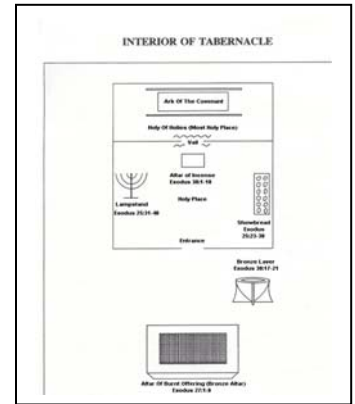 INTERIOR OF TABERNACLE
Ark Of The Covenant
Holy Of Holies (Most Holy Place)
Veil
Altar of Incense
Exodus 30:1-10
Lampstand
Exodus 25:31-40
Holy Place
Shewbread
Exodus
25:23-30
Entrance
Bronze Laver
Exodus 30:17-21
Altar Of Burnt Offering (Bronze Altar)
Exodus 27:1-8